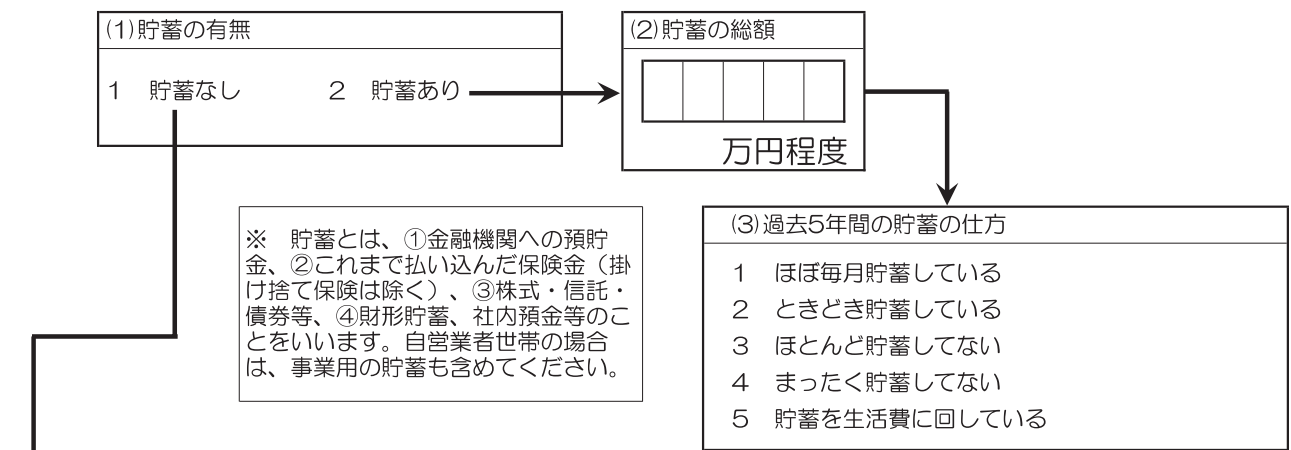 (1)貯蓄の有無
1 貯蓄なし 2 貯蓄あり
(2)貯蓄の総額
万円程度
※ 貯蓄とは、①金融機関への預貯
金、②これまで払い込んだ保険金（掛
け捨て保険は除く）、③株式・信託・
債券等、④財形貯蓄、社内預金等のこ
とをいいます。自営業者世帯の場合
は、事業用の貯蓄も含めてください。
(3)過去5年間の貯蓄の仕方
1 ほぼ毎月貯蓄している
2 ときどき貯蓄している
3 ほとんど貯蓄してない
4 まったく貯蓄してない
5 貯蓄を生活費に回している